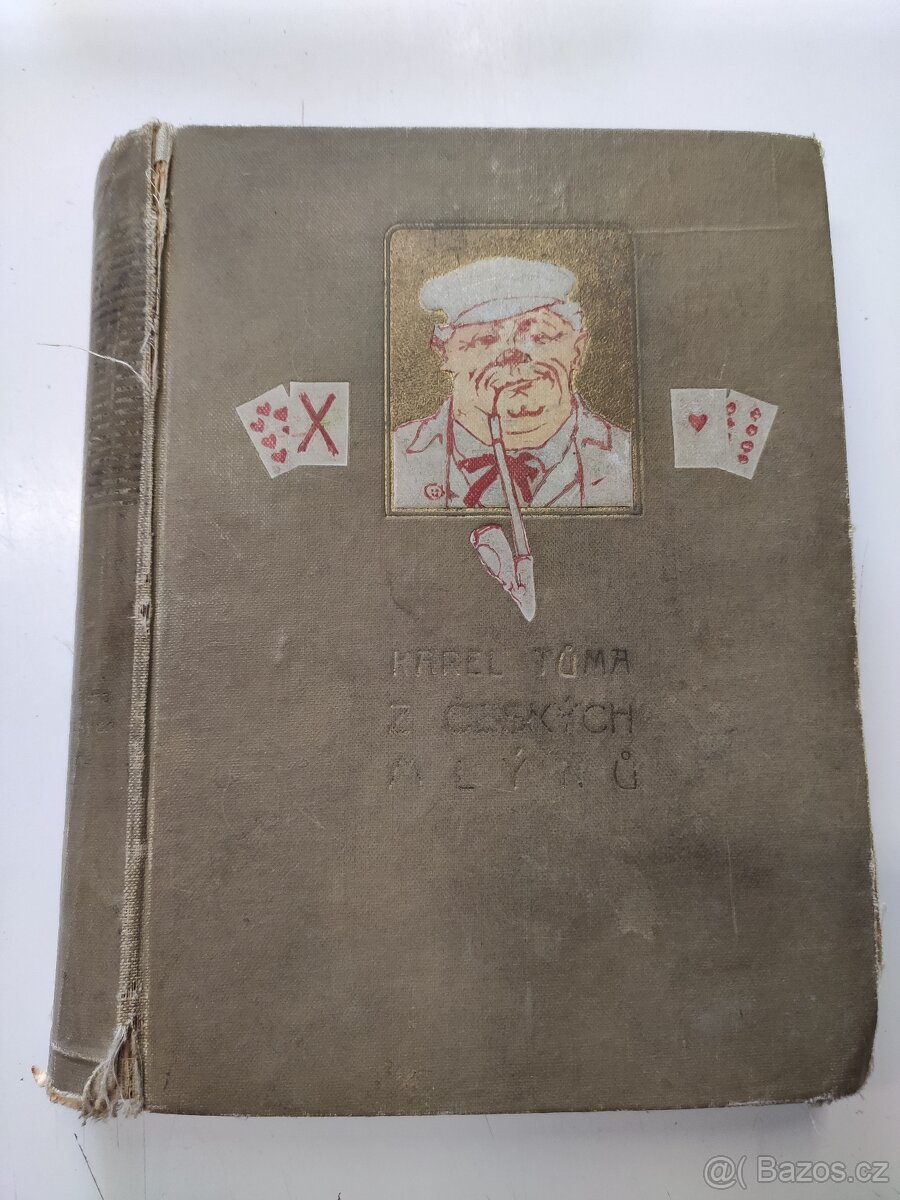 X
KAREL TŮMA
Z ČESKÝCH
MLÝNŮ
@( Bazos.cz